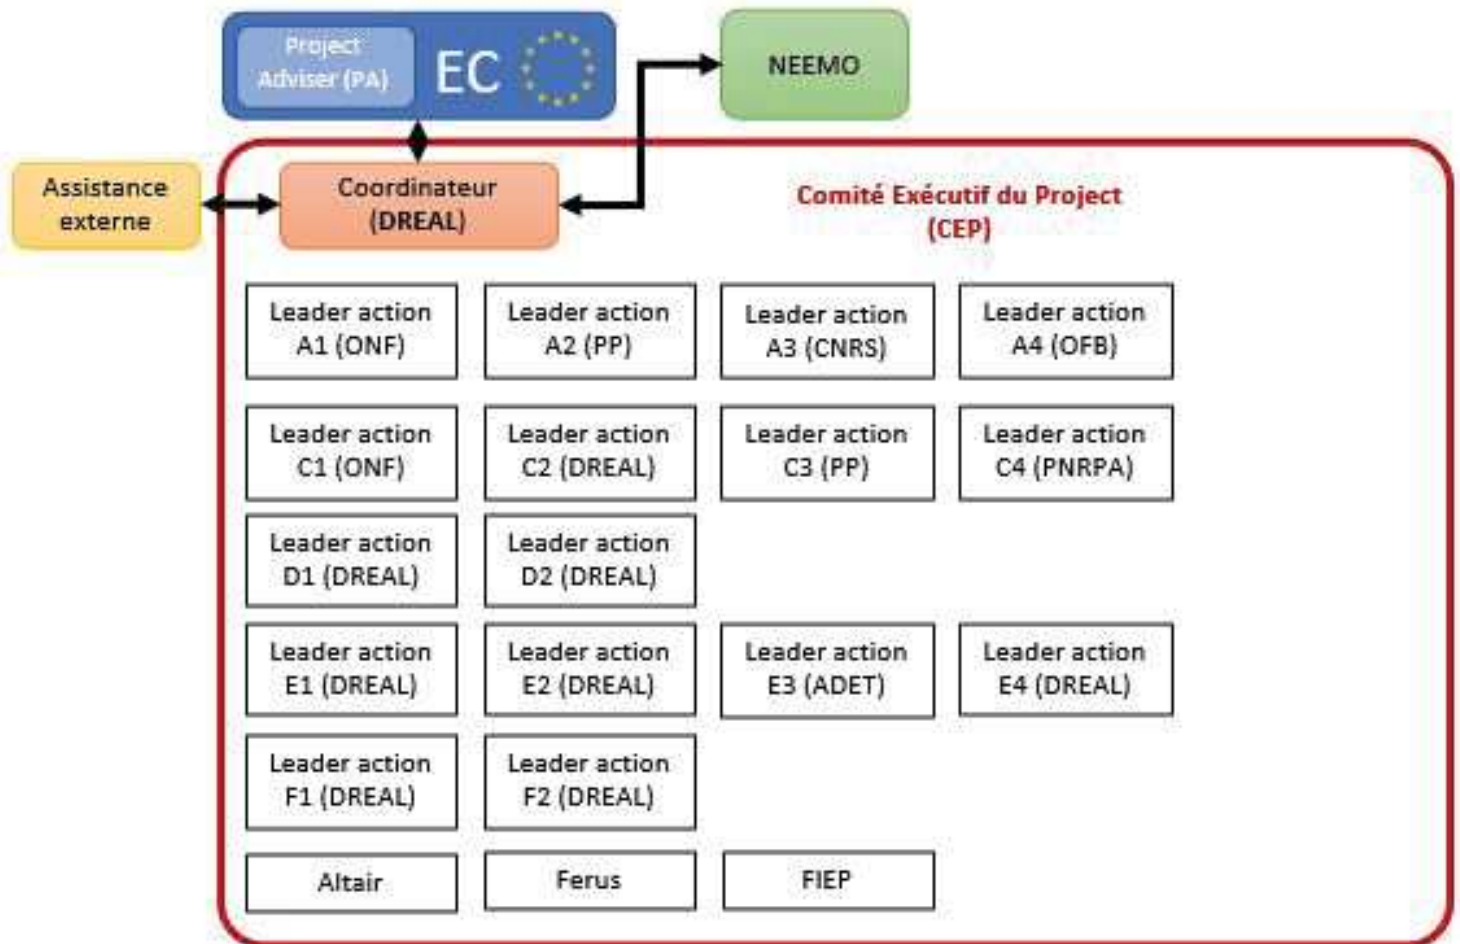 Project
Adviser (PA)
EC
NEEMO
Assistance
externe
Coordinateur
(DREAL)
Comité Exécutif du Project
(CEP)
Leader action
A1 (ONF)
Leader action
A2 (PP)
Leader action
A3 (CNRS)
Leader action
A4 (OFB)
Leader action
C1 (ONF)
Leader action
C2 (DREAL)
Leader action
C3 (PP)
Leader action
C4 (PNRPA)
Leader action
D1 (DREAL)
Leader action
D2 (DREAL)
Leader action
E1 (DREAL)
Leader action
E2 (DREAL)
Leader action
E3 (ADET)
Leader action
E4 (DREAL)
Leader action
F1 (DREAL)
Leader action
F2 (DREAL)
Altair
Ferus
FIEP